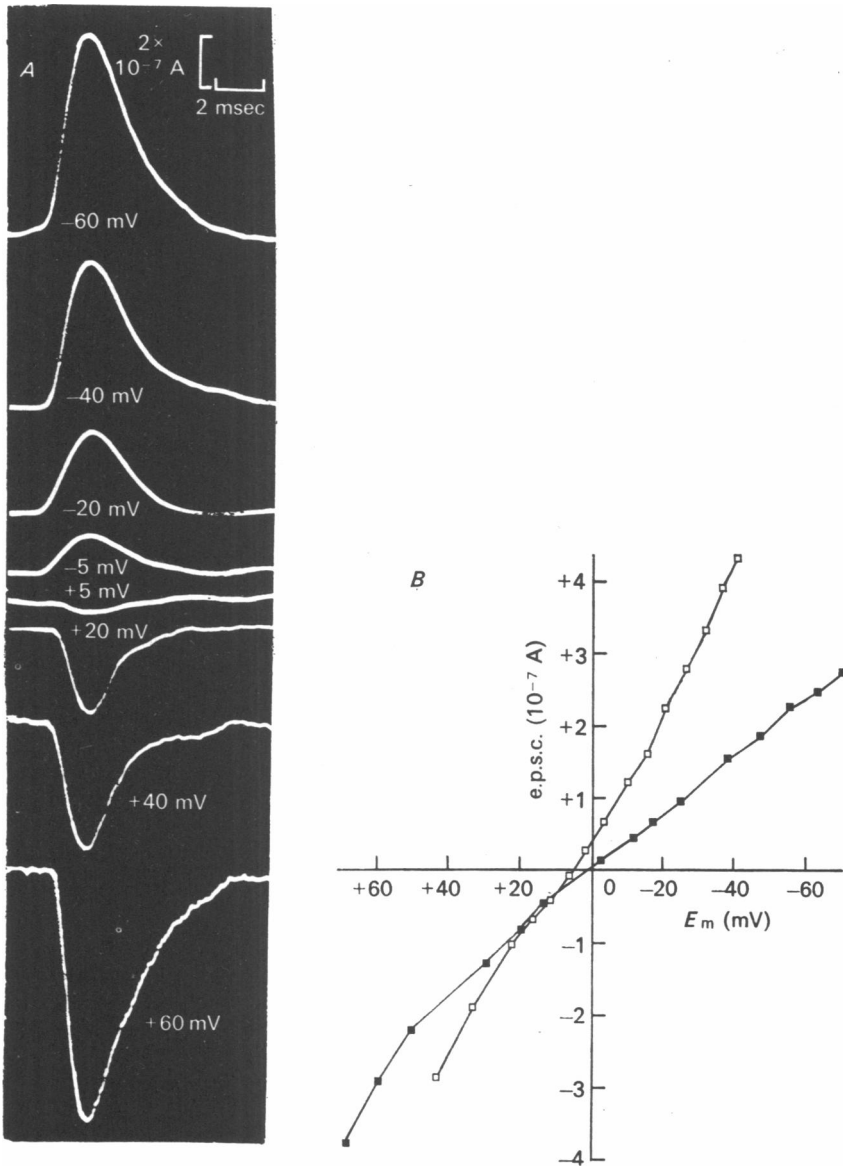 A
2 ×
10⁻⁷ A
2 msec
−60 mV
−40 mV
−20 mV
−5 mV
+5 mV
+20 mV
+40 mV
+60 mV
B
e.p.s.c. (10⁻⁷ A)
+4
+3
+2
+1
+60 +40 +20 0 −20 −40 −60
Eₘ (mV)
−1
−2
−3
−4